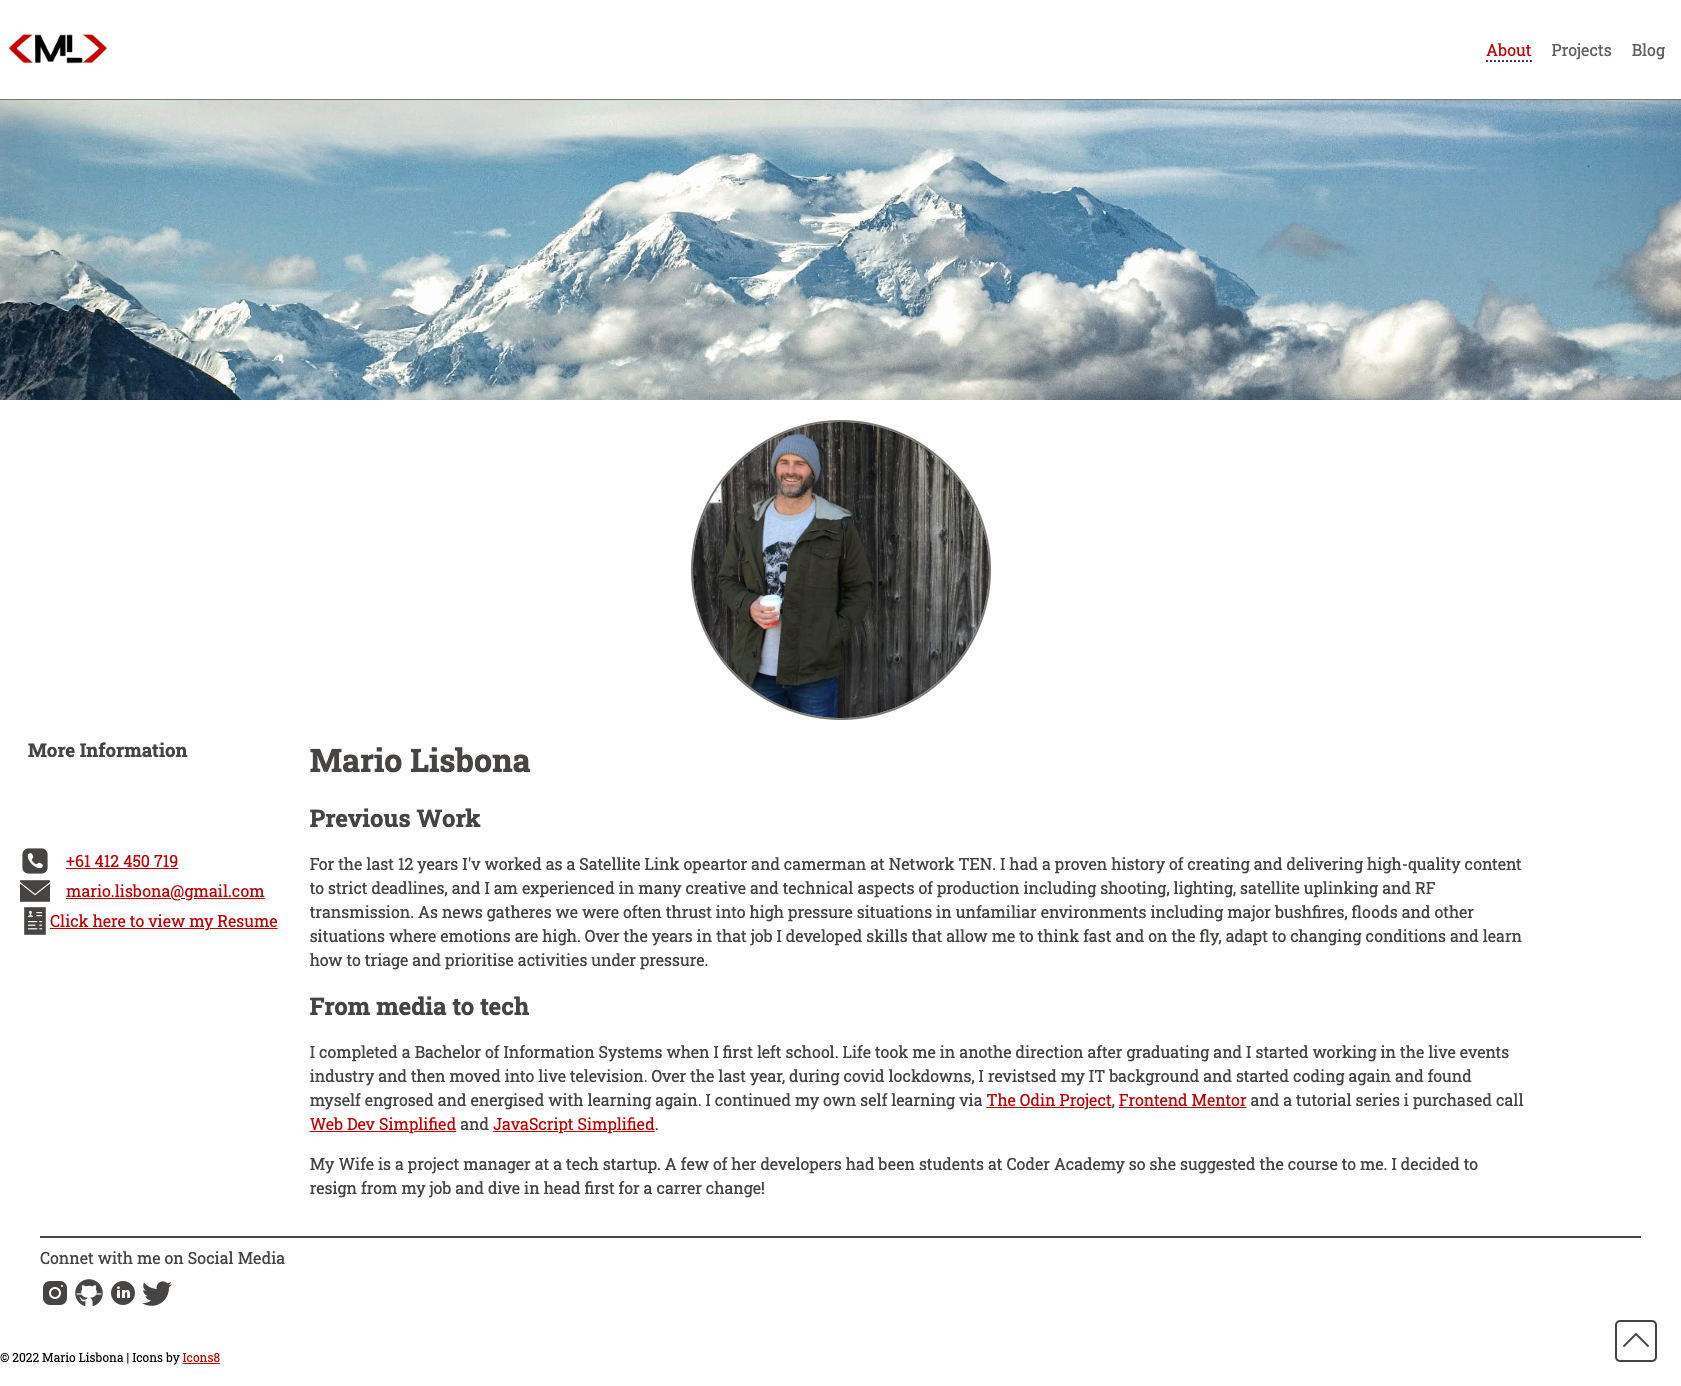 <ML>
About Projects Blog
More Information
+61 412 450 719
mario.lisbona@gmail.com
Click here to view my Resume
Mario Lisbona
Previous Work
For the last 12 years I'v worked as a Satellite Link opeartor and camerman at Network TEN. I had a proven history of creating and delivering high-quality content
to strict deadlines, and I am experienced in many creative and technical aspects of production including shooting, lighting, satellite uplinking and RF
transmission. As news gatheres we were often thrust into high pressure situations in unfamiliar environments including major bushfires, floods and other
situations where emotions are high. Over the years in that job I developed skills that allow me to think fast and on the fly, adapt to changing conditions and learn
how to triage and prioritise activities under pressure.
From media to tech
I completed a Bachelor of Information Systems when I first left school. Life took me in anothe direction after graduating and I started working in the live events
industry and then moved into live television. Over the last year, during covid lockdowns, I revistsed my IT background and started coding again and found
myself engrosed and energised with learning again. I continued my own self learning via The Odin Project, Frontend Mentor and a tutorial series i purchased call
Web Dev Simplified and JavaScript Simplified.
My Wife is a project manager at a tech startup. A few of her developers had been students at Coder Academy so she suggested the course to me. I decided to
resign from my job and dive in head first for a carrer change!
Connet with me on Social Media
in
© 2022 Mario Lisbona | Icons by Icons8